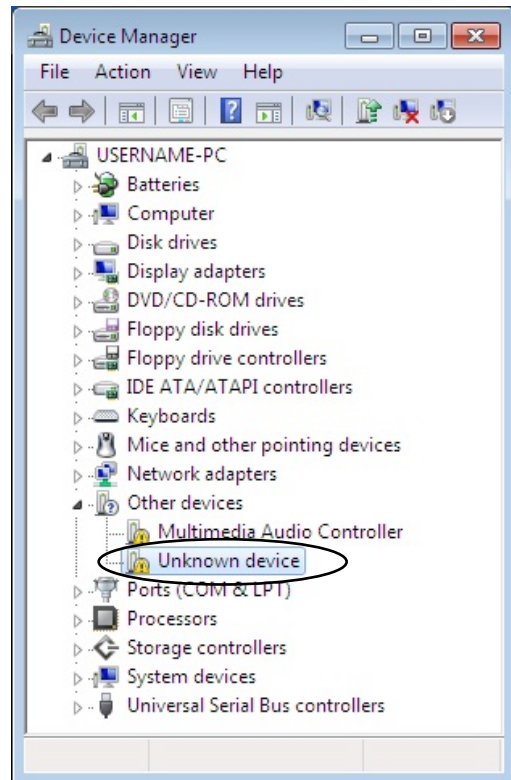 Device Manager
File Action View Help
USERNAME-PC
Batteries
Computer
Disk drives
Display adapters
DVD/CD-ROM drives
Floppy disk drives
Floppy drive controllers
IDE ATA/ATAPI controllers
Keyboards
Mice and other pointing devices
Network adapters
Other devices
Multimedia Audio Controller
Unknown device
Ports (COM & LPT)
Processors
Storage controllers
System devices
Universal Serial Bus controllers